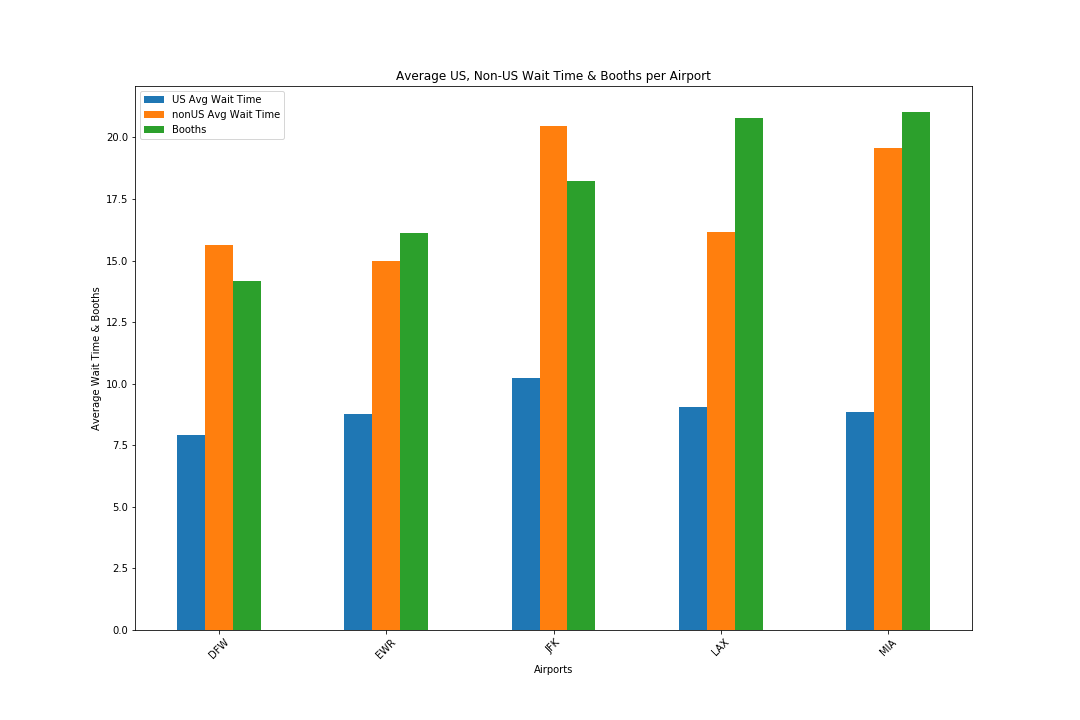 Average US, Non-US Wait Time & Booths per Airport
US Avg Wait Time
nonUS Avg Wait Time
Booths
20.0
17.5
15.0
12.5
10.0
7.5
5.0
2.5
0.0
Average Wait Time & Booths
DFW
EWR
JFK
LAX
MIA
Airports